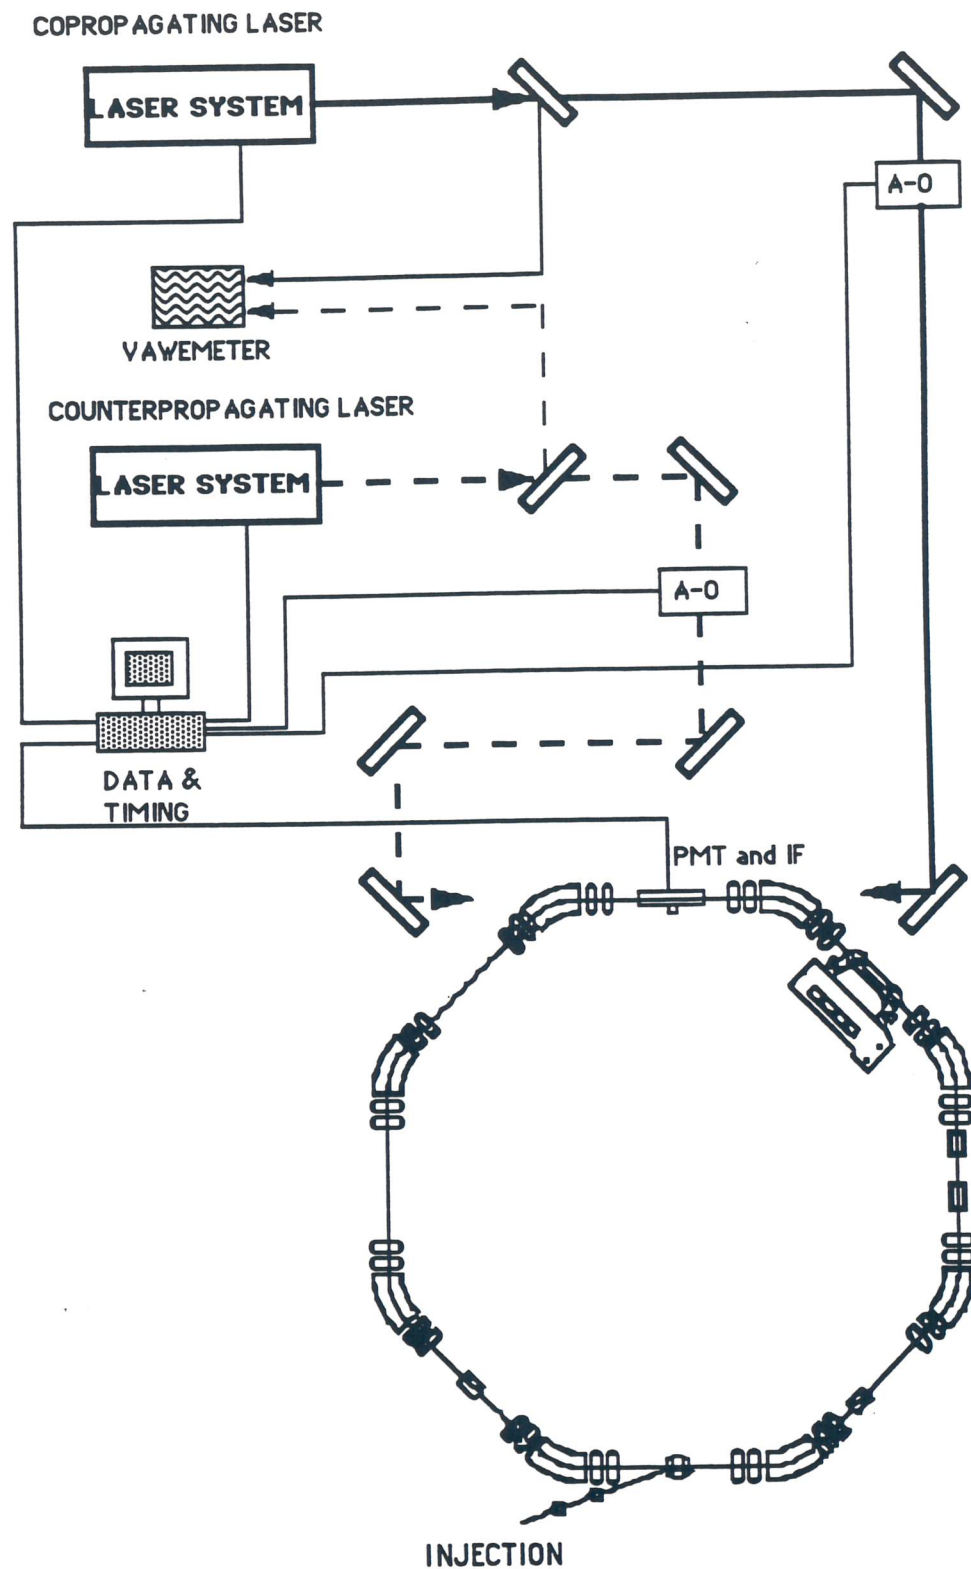 COPROPAGATING LASER
LASER SYSTEM
A-O
VAWEMETER
COUNTERPROPAGATING LASER
LASER SYSTEM
A-O
DATA &
TIMING
PMT and IF
INJECTION